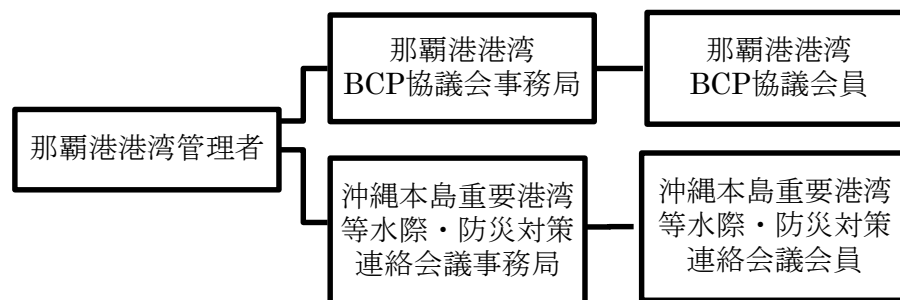 那覇港港湾管理者
那覇港港湾
BCP協議会事務局
那覇港港湾
BCP協議会員
沖縄本島重要港湾
等水際・防災対策
連絡会議事務局
沖縄本島重要港湾
等水際・防災対策
連絡会議会員